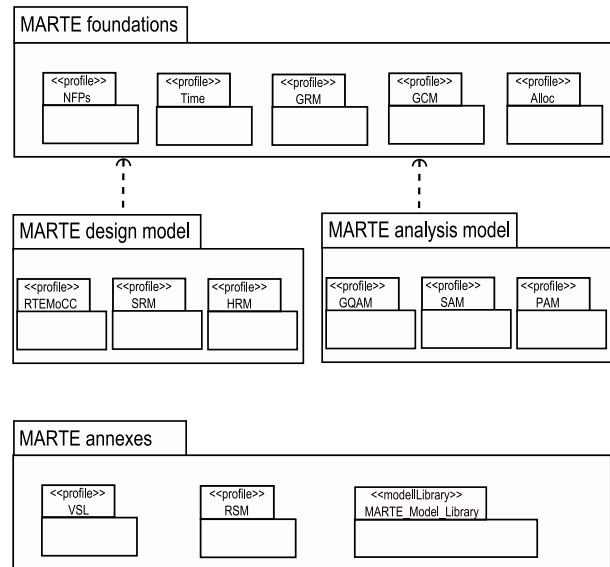 MARTE foundations
<<profile>>
NFPs
<<profile>>
Time
<<profile>>
GRM
<<profile>>
GCM
<<profile>>
Alloc
MARTE design model
<<profile>>
RTEMoCC
<<profile>>
SRM
<<profile>>
HRM
MARTE analysis model
<<profile>>
GQAM
<<profile>>
SAM
<<profile>>
PAM
MARTE annexes
<<profile>>
VSL
<<profile>>
RSM
<<modellLibrary>>
MARTE_Model_Library